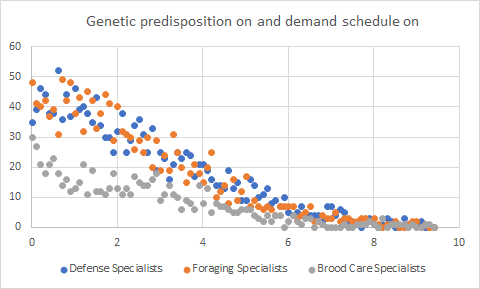 Genetic predisposition on and demand schedule on
60
50
40
30
20
10
0
0 2 4 6 8 10
Defense Specialists Foraging Specialists Brood Care Specialists